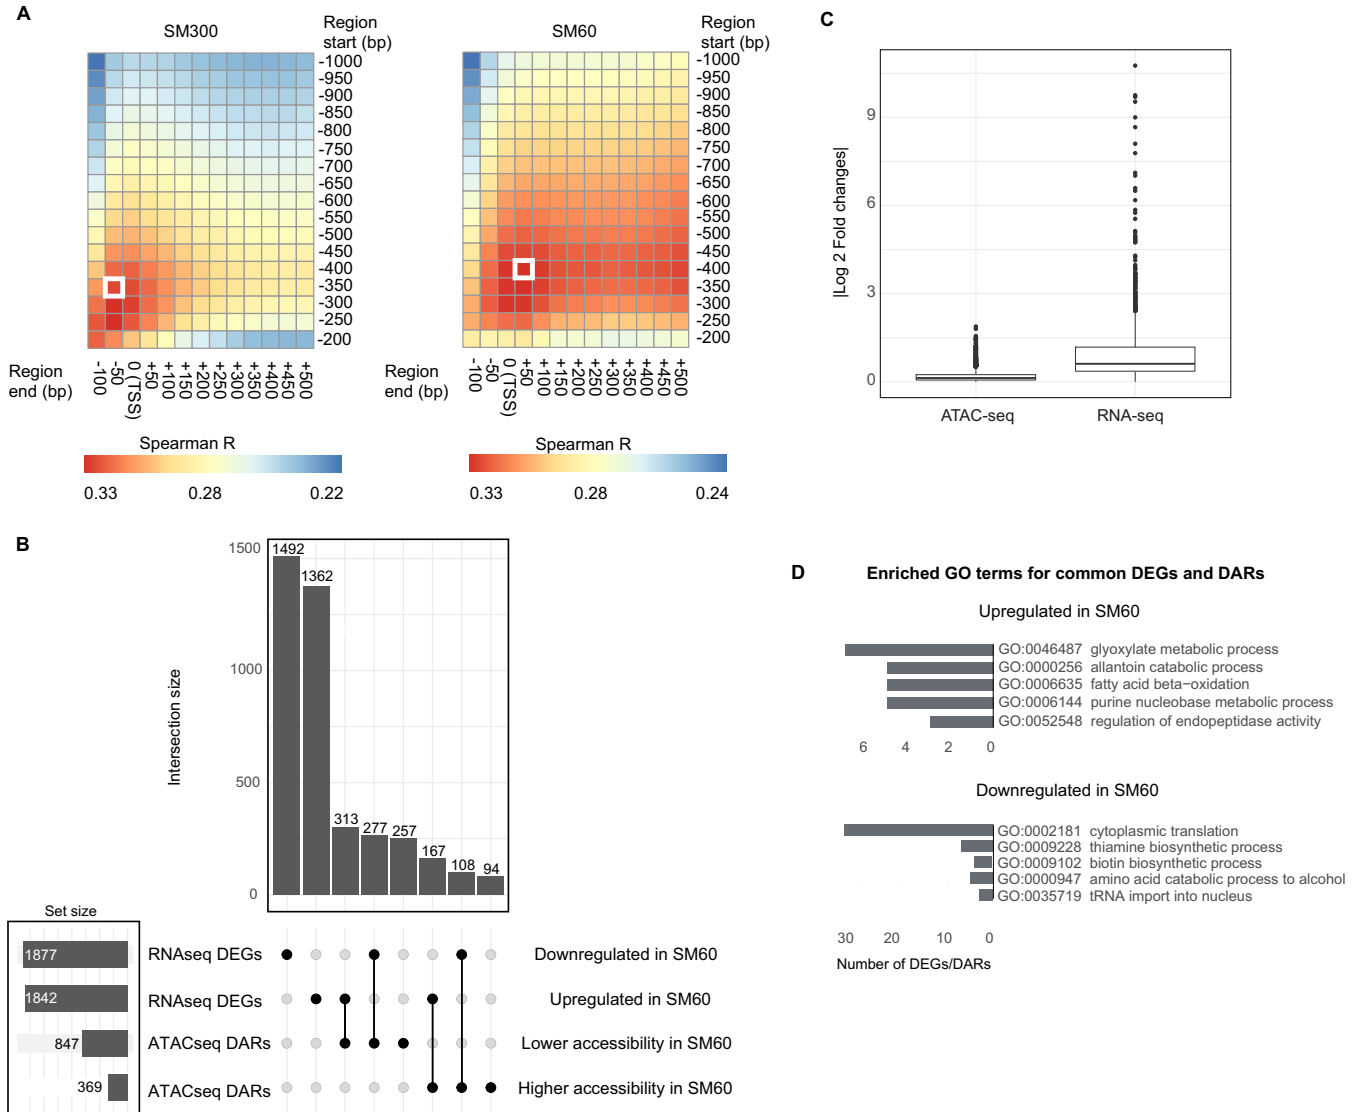 A
SM300
Region
start (bp)
-1000
-950
-900
-850
-800
-750
-700
-650
-600
-550
-500
-450
-400
-350
-300
-250
-200
Region
end (bp)
-100
-50
0 (TSS)
+50
+100
+150
+200
+250
+300
+350
+400
+450
+500
Spearman R
0.33 0.28 0.22
SM60
Region
start (bp)
-1000
-950
-900
-850
-800
-750
-700
-650
-600
-550
-500
-450
-400
-350
-300
-250
-200
Region
end (bp)
-100
-50
0 (TSS)
+50
+100
+150
+200
+250
+300
+350
+400
+450
+500
Spearman R
0.33 0.28 0.24
C
|Log 2 Fold changes|
9
6
3
0
ATAC-seq RNA-seq
B
Intersection size
1500
1000
500
0
1492
1362
313
277
257
167
108
94
Set size
1877 RNAseq DEGs Downregulated in SM60
1842 RNAseq DEGs Upregulated in SM60
847 ATACseq DARs Lower accessibility in SM60
369 ATACseq DARs Higher accessibility in SM60
D
Enriched GO terms for common DEGs and DARs
Upregulated in SM60
GO:0046487 glyoxylate metabolic process
GO:0000256 allantoin catabolic process
GO:0006635 fatty acid beta−oxidation
GO:0006144 purine nucleobase metabolic process
GO:0052548 regulation of endopeptidase activity
6 4 2 0
Downregulated in SM60
GO:0002181 cytoplasmic translation
GO:0009228 thiamine biosynthetic process
GO:0009102 biotin biosynthetic process
GO:0000947 amino acid catabolic process to alcohol
GO:0035719 tRNA import into nucleus
30 20 10 0
Number of DEGs/DARs